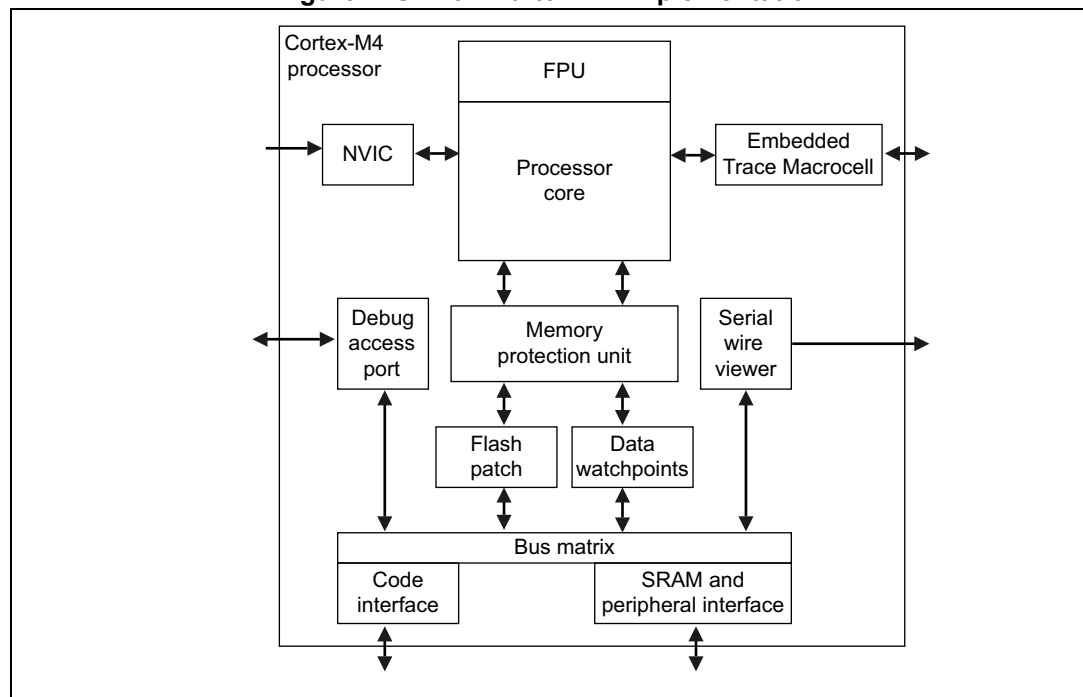 Cortex-M4
processor
FPU
NVIC
Processor
core
Embedded
Trace Macrocell
Debug
access
port
Memory
protection unit
Serial
wire
viewer
Flash
patch
Data
watchpoints
Bus matrix
Code
interface
SRAM and
peripheral interface